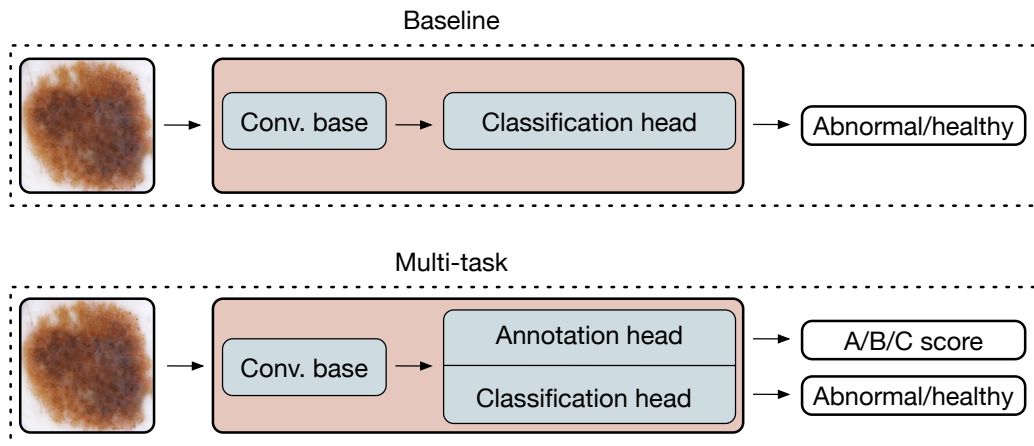 Baseline
Conv. base
Classification head
Abnormal/healthy
Multi-task
Conv. base
Annotation head
Classification head
A/B/C score
Abnormal/healthy